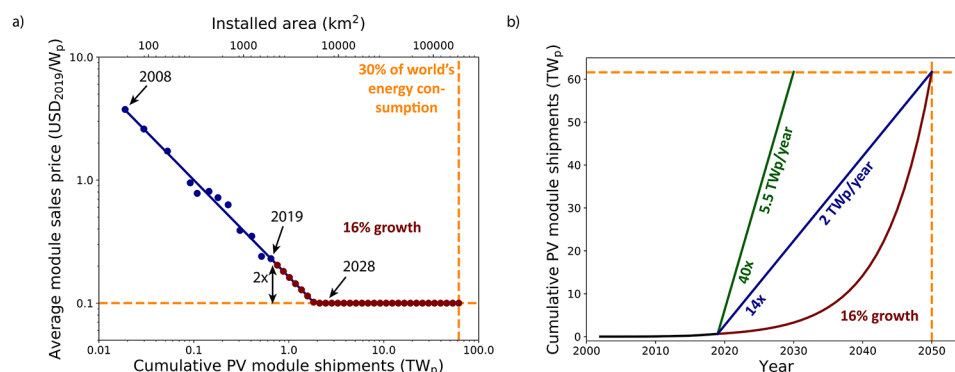 a)
Installed area (km²)
100
1000
10000
100000
Average module sales price (USD₂₀₁₉/Wₚ)
10.0
1.0
0.1
2008
30% of world's
energy con-
sumption
2019
16% growth
2x
2028
0.01
0.1
1.0
10.0
100.0
Cumulative PV module shipments (TWₚ)
b)
Cumulative PV module shipments (TWₚ)
60
50
40
30
20
10
0
5.5 TWp/year
2 TWp/year
40x
14x
16% growth
2000
2010
2020
2030
2040
2050
Year